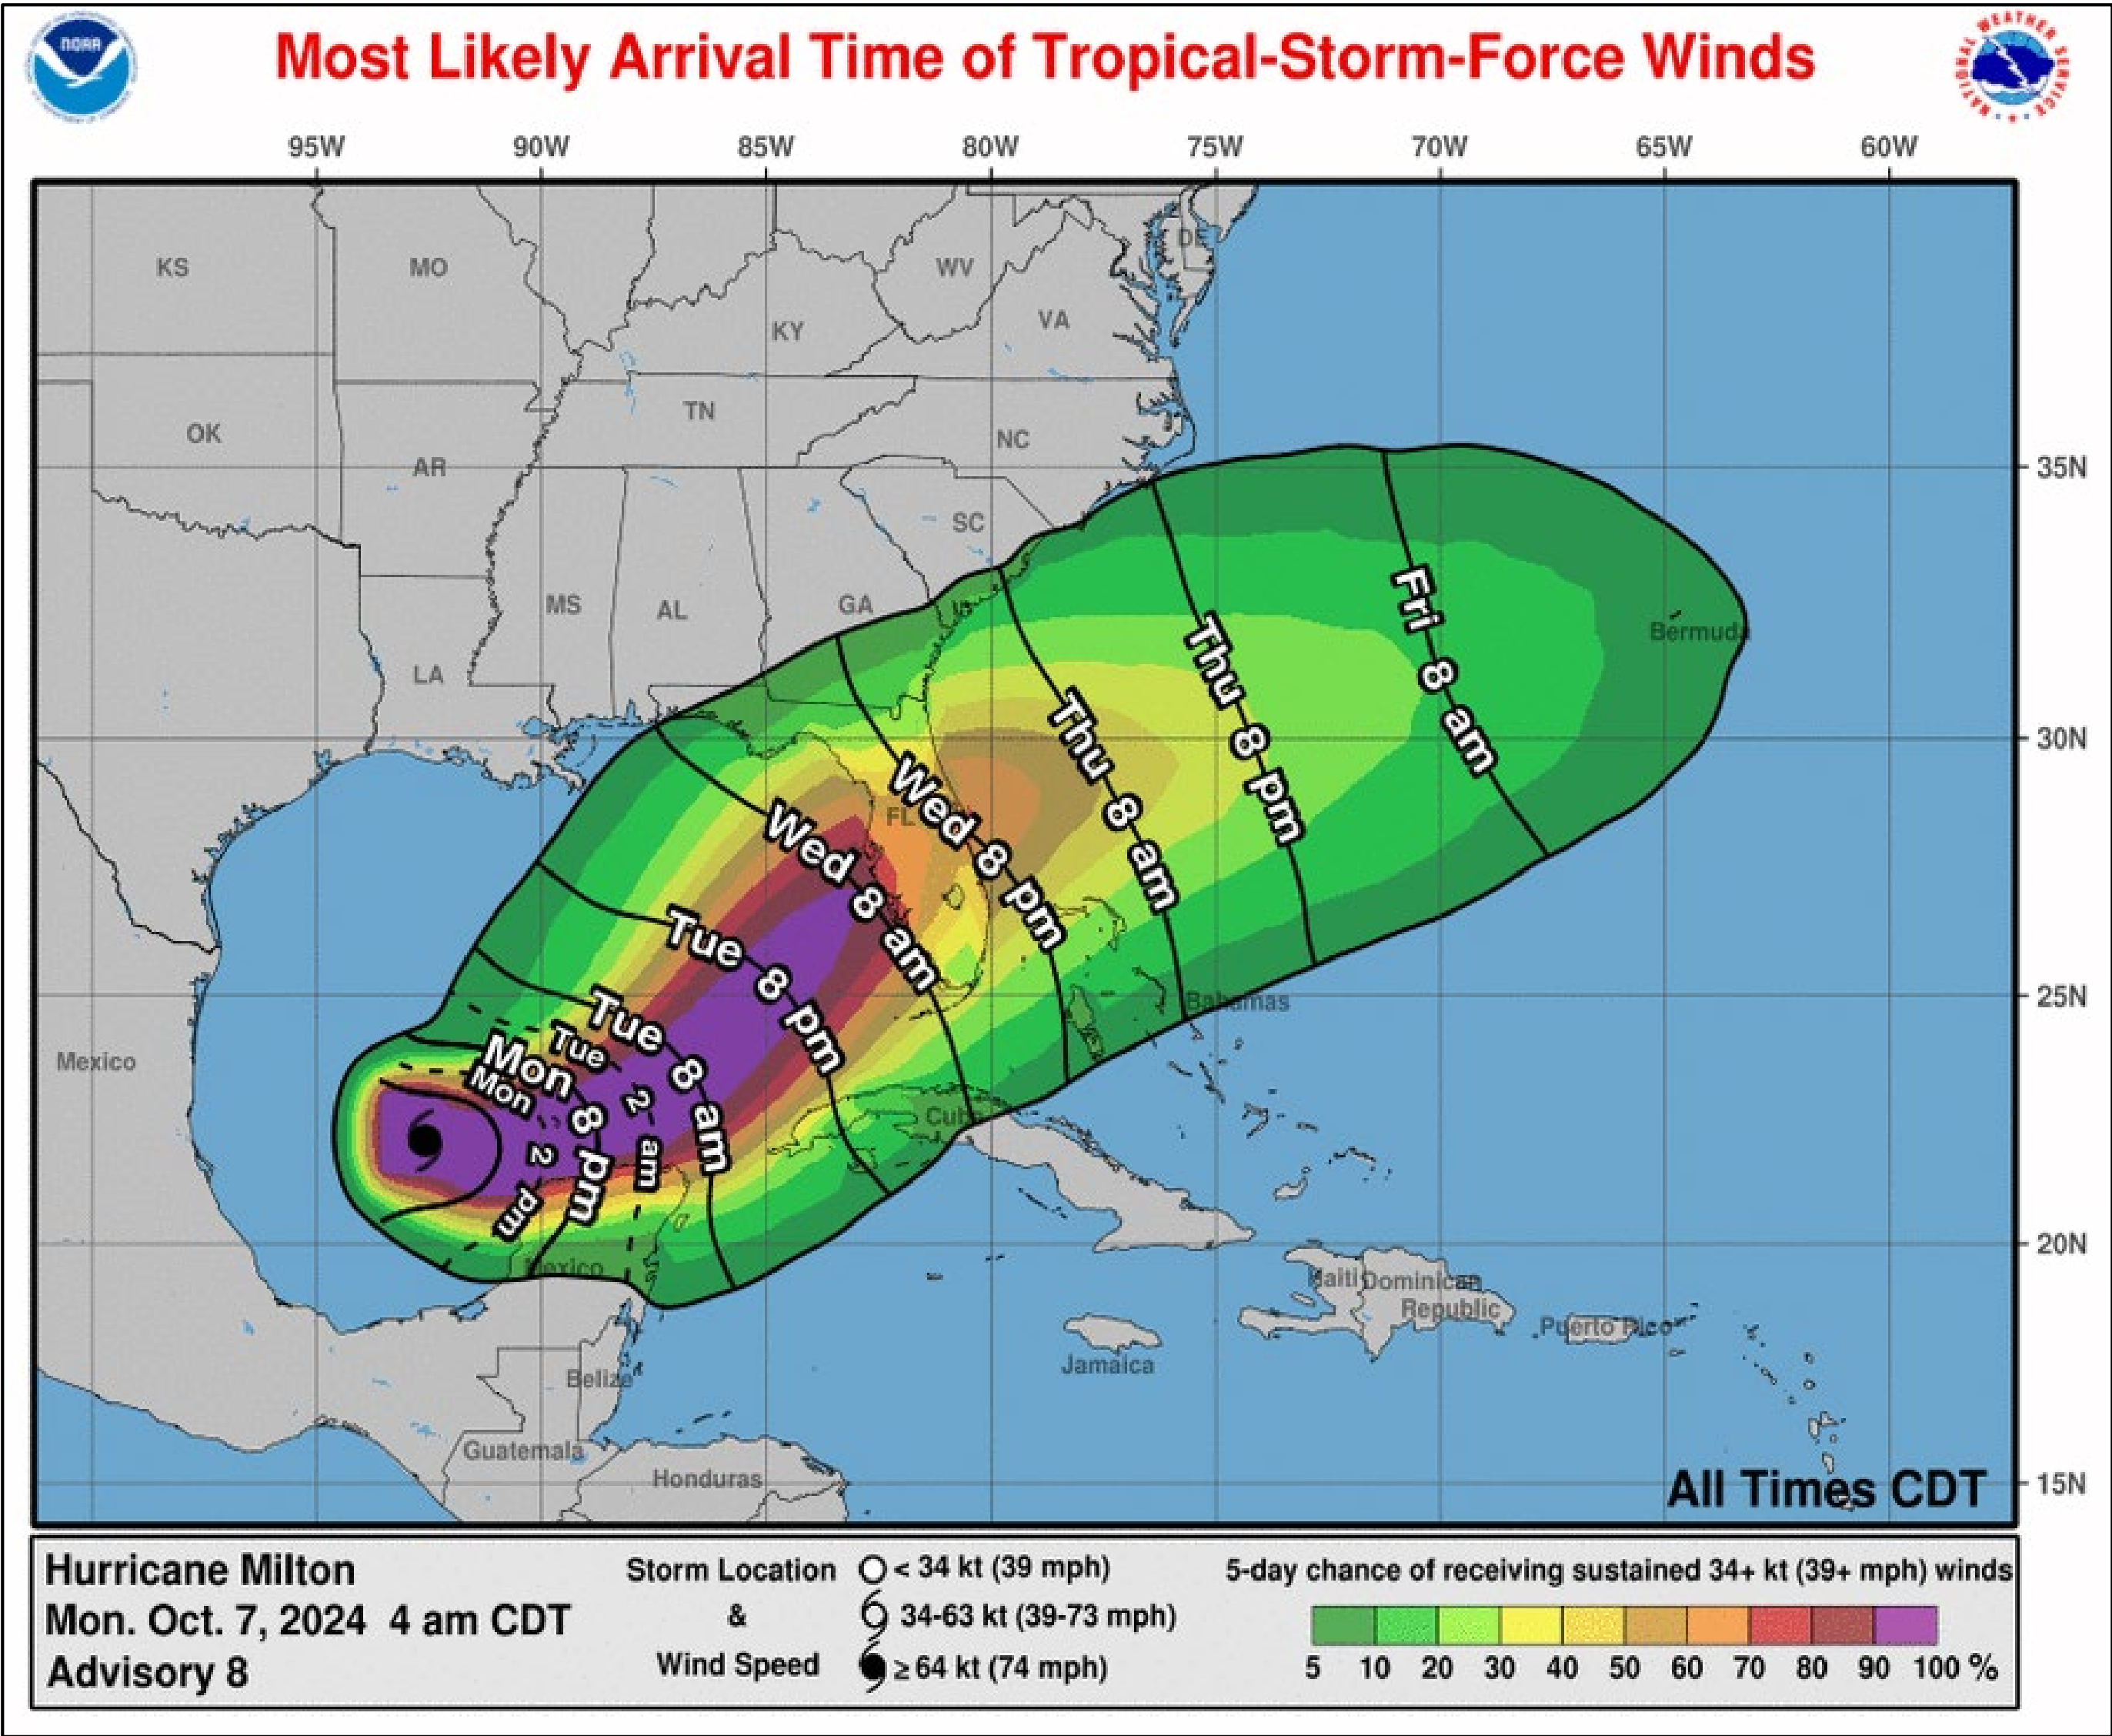 NOAA
Most Likely Arrival Time of Tropical-Storm-Force Winds
NATIONAL WEATHER SERVICE
95W 90W 85W 80W 75W 70W 65W 60W
DE
KS MO WV
VA
KY
TN
OK NC
AR
35N
SC
MS AL GA
Bermuda
LA
30N
FL
25N
Bahamas
Mexico
Cuba
20N
Mexico
Haiti Dominican
Republic
Puerto Rico
Jamaica
Belize
Guatemala
Honduras
15N
Mon 2 pm
Mon 8 pm
Tue 2 am
Tue 8 am
Tue 8 pm
Wed 8 am
Wed 8 pm
Thu 8 am
Thu 8 pm
Fri 8 am
All Times CDT
Hurricane Milton
Mon. Oct. 7, 2024 4 am CDT
Advisory 8
Storm Location
&
Wind Speed
< 34 kt (39 mph)
34-63 kt (39-73 mph)
≥ 64 kt (74 mph)
5-day chance of receiving sustained 34+ kt (39+ mph) winds
5 10 20 30 40 50 60 70 80 90 100 %